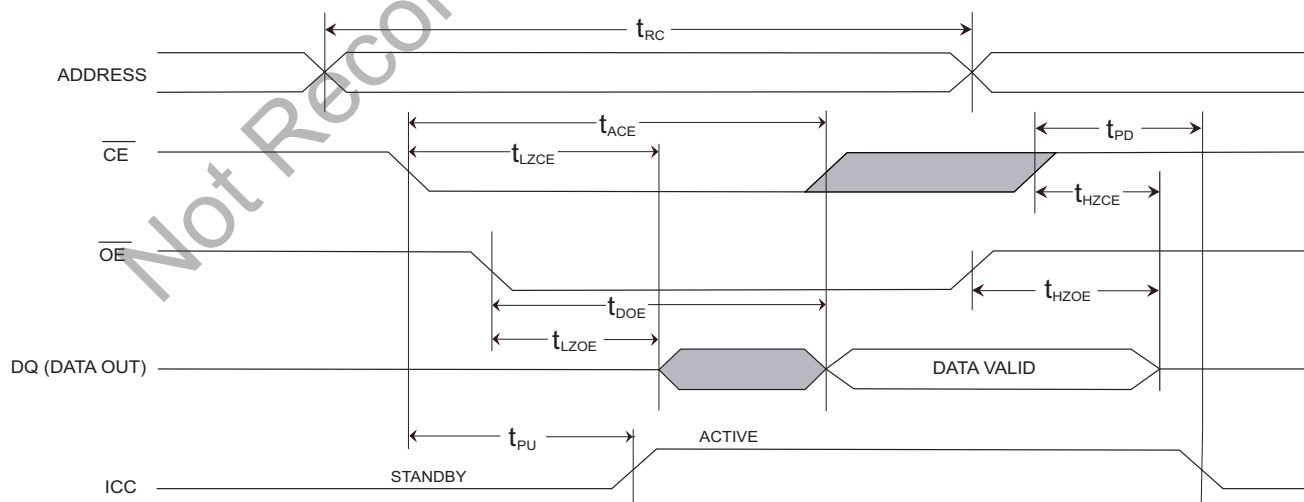 tRC
ADDRESS
tACE
tPD
CE
tLZCE
tHZCE
OE
tHZOE
tDOE
tLZOE
DQ (DATA OUT)
DATA VALID
tPU
ACTIVE
STANDBY
ICC
Not Recor